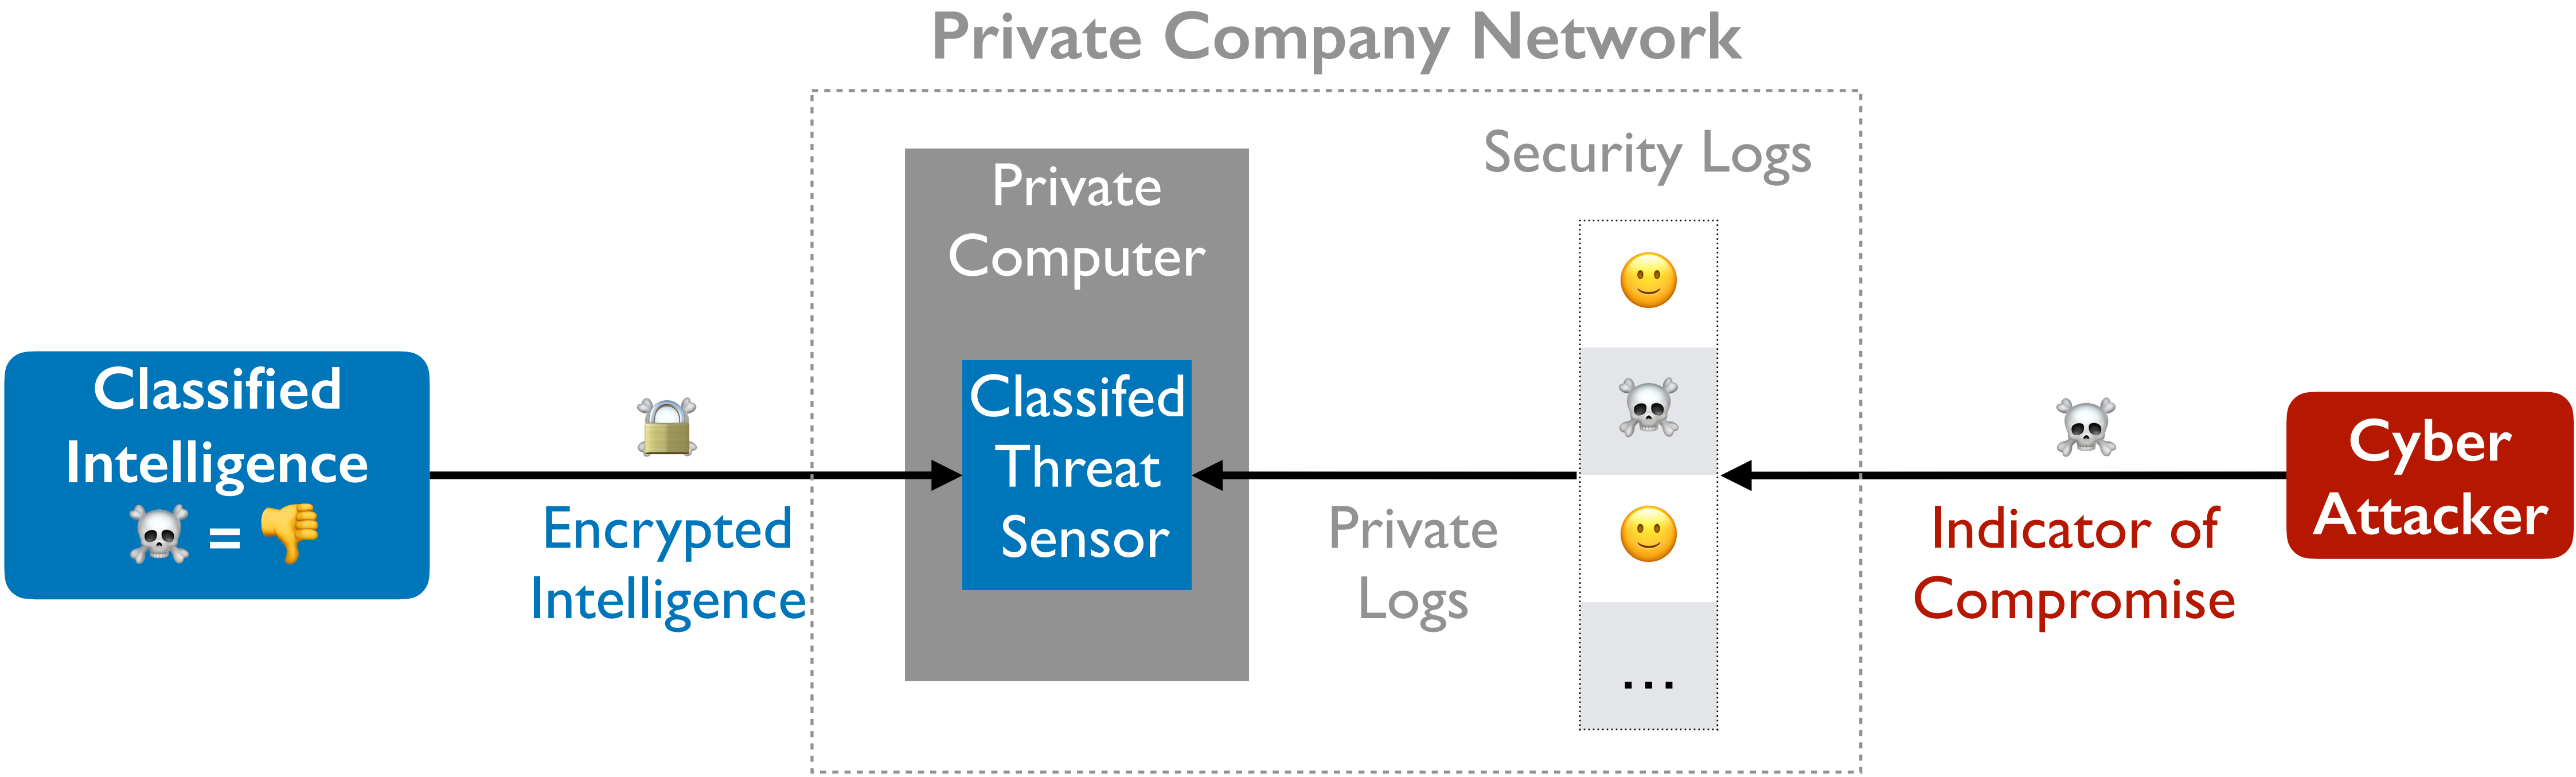 Private Company Network
Security Logs
Private
Computer
Classified
Intelligence
☠️ = 👎
Encrypted
Intelligence
Classifed
Threat
Sensor
Private
Logs
...
Indicator of
Compromise
Cyber
Attacker